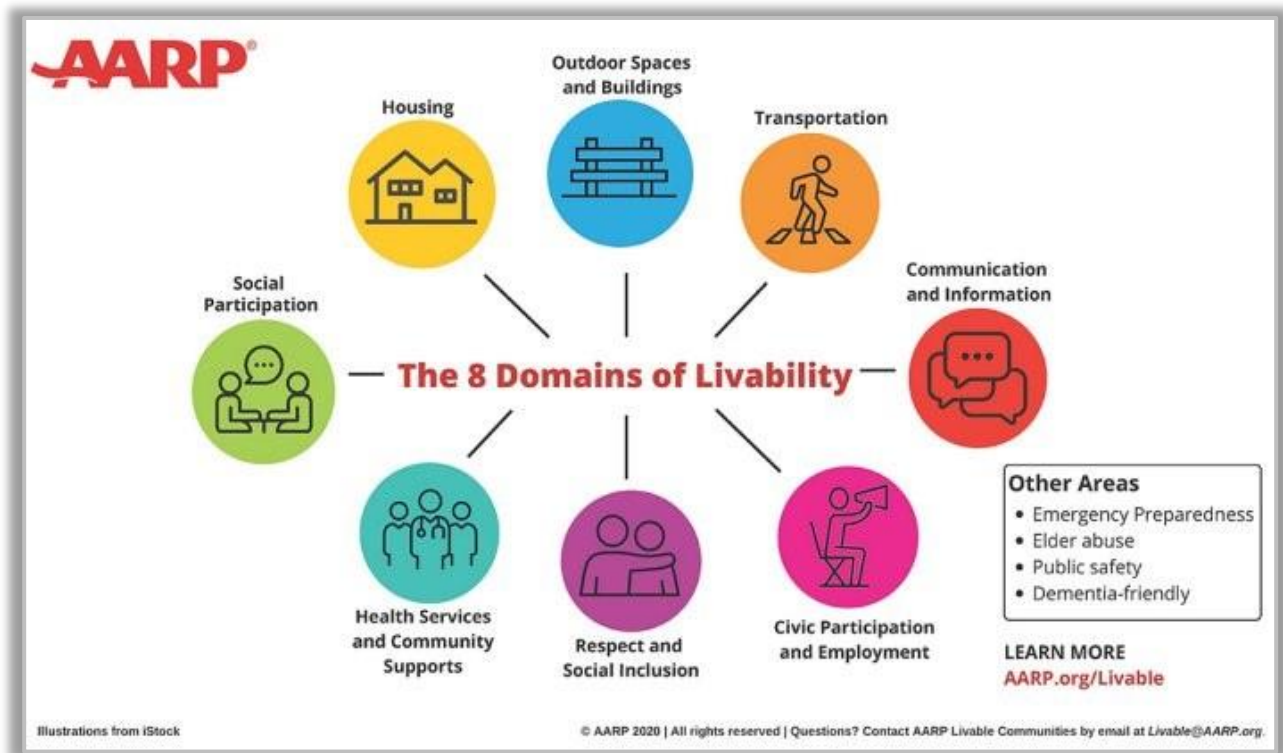 AARP®
Housing
Outdoor Spaces
and Buildings
Transportation
Social
Participation
Communication
and Information
The 8 Domains of Livability
Health Services
and Community
Supports
Respect and
Social Inclusion
Civic Participation
and Employment
Other Areas
• Emergency Preparedness
• Elder abuse
• Public safety
• Dementia-friendly
LEARN MORE
AARP.org/Livable
Illustrations from iStock
© AARP 2020 | All rights reserved | Questions? Contact AARP Livable Communities by email at Livable@AARP.org.